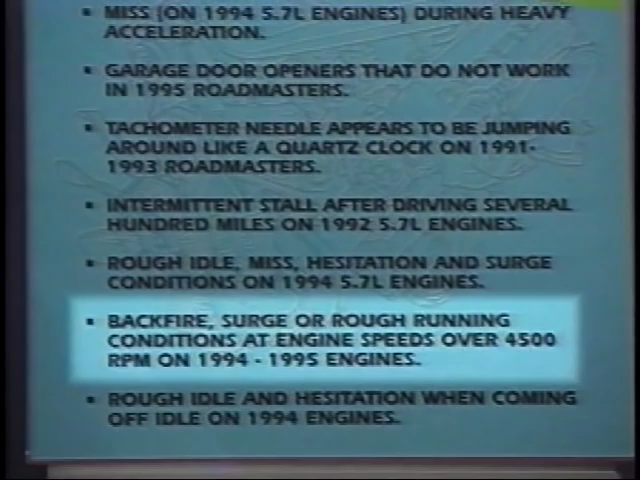 ▪ MISS (ON 1994 5.7L ENGINES) DURING HEAVY
ACCELERATION.
▪ GARAGE DOOR OPENERS THAT DO NOT WORK
IN 1995 ROADMASTERS.
▪ TACHOMETER NEEDLE APPEARS TO BE JUMPING
AROUND LIKE A QUARTZ CLOCK ON 1991-
1993 ROADMASTERS.
▪ INTERMITTENT STALL AFTER DRIVING SEVERAL
HUNDRED MILES ON 1992 5.7L ENGINES.
▪ ROUGH IDLE, MISS, HESITATION AND SURGE
CONDITIONS ON 1994 5.7L ENGINES.
▪ BACKFIRE, SURGE OR ROUGH RUNNING
CONDITIONS AT ENGINE SPEEDS OVER 4500
RPM ON 1994 - 1995 ENGINES.
▪ ROUGH IDLE AND HESITATION WHEN COMING
OFF IDLE ON 1994 ENGINES.